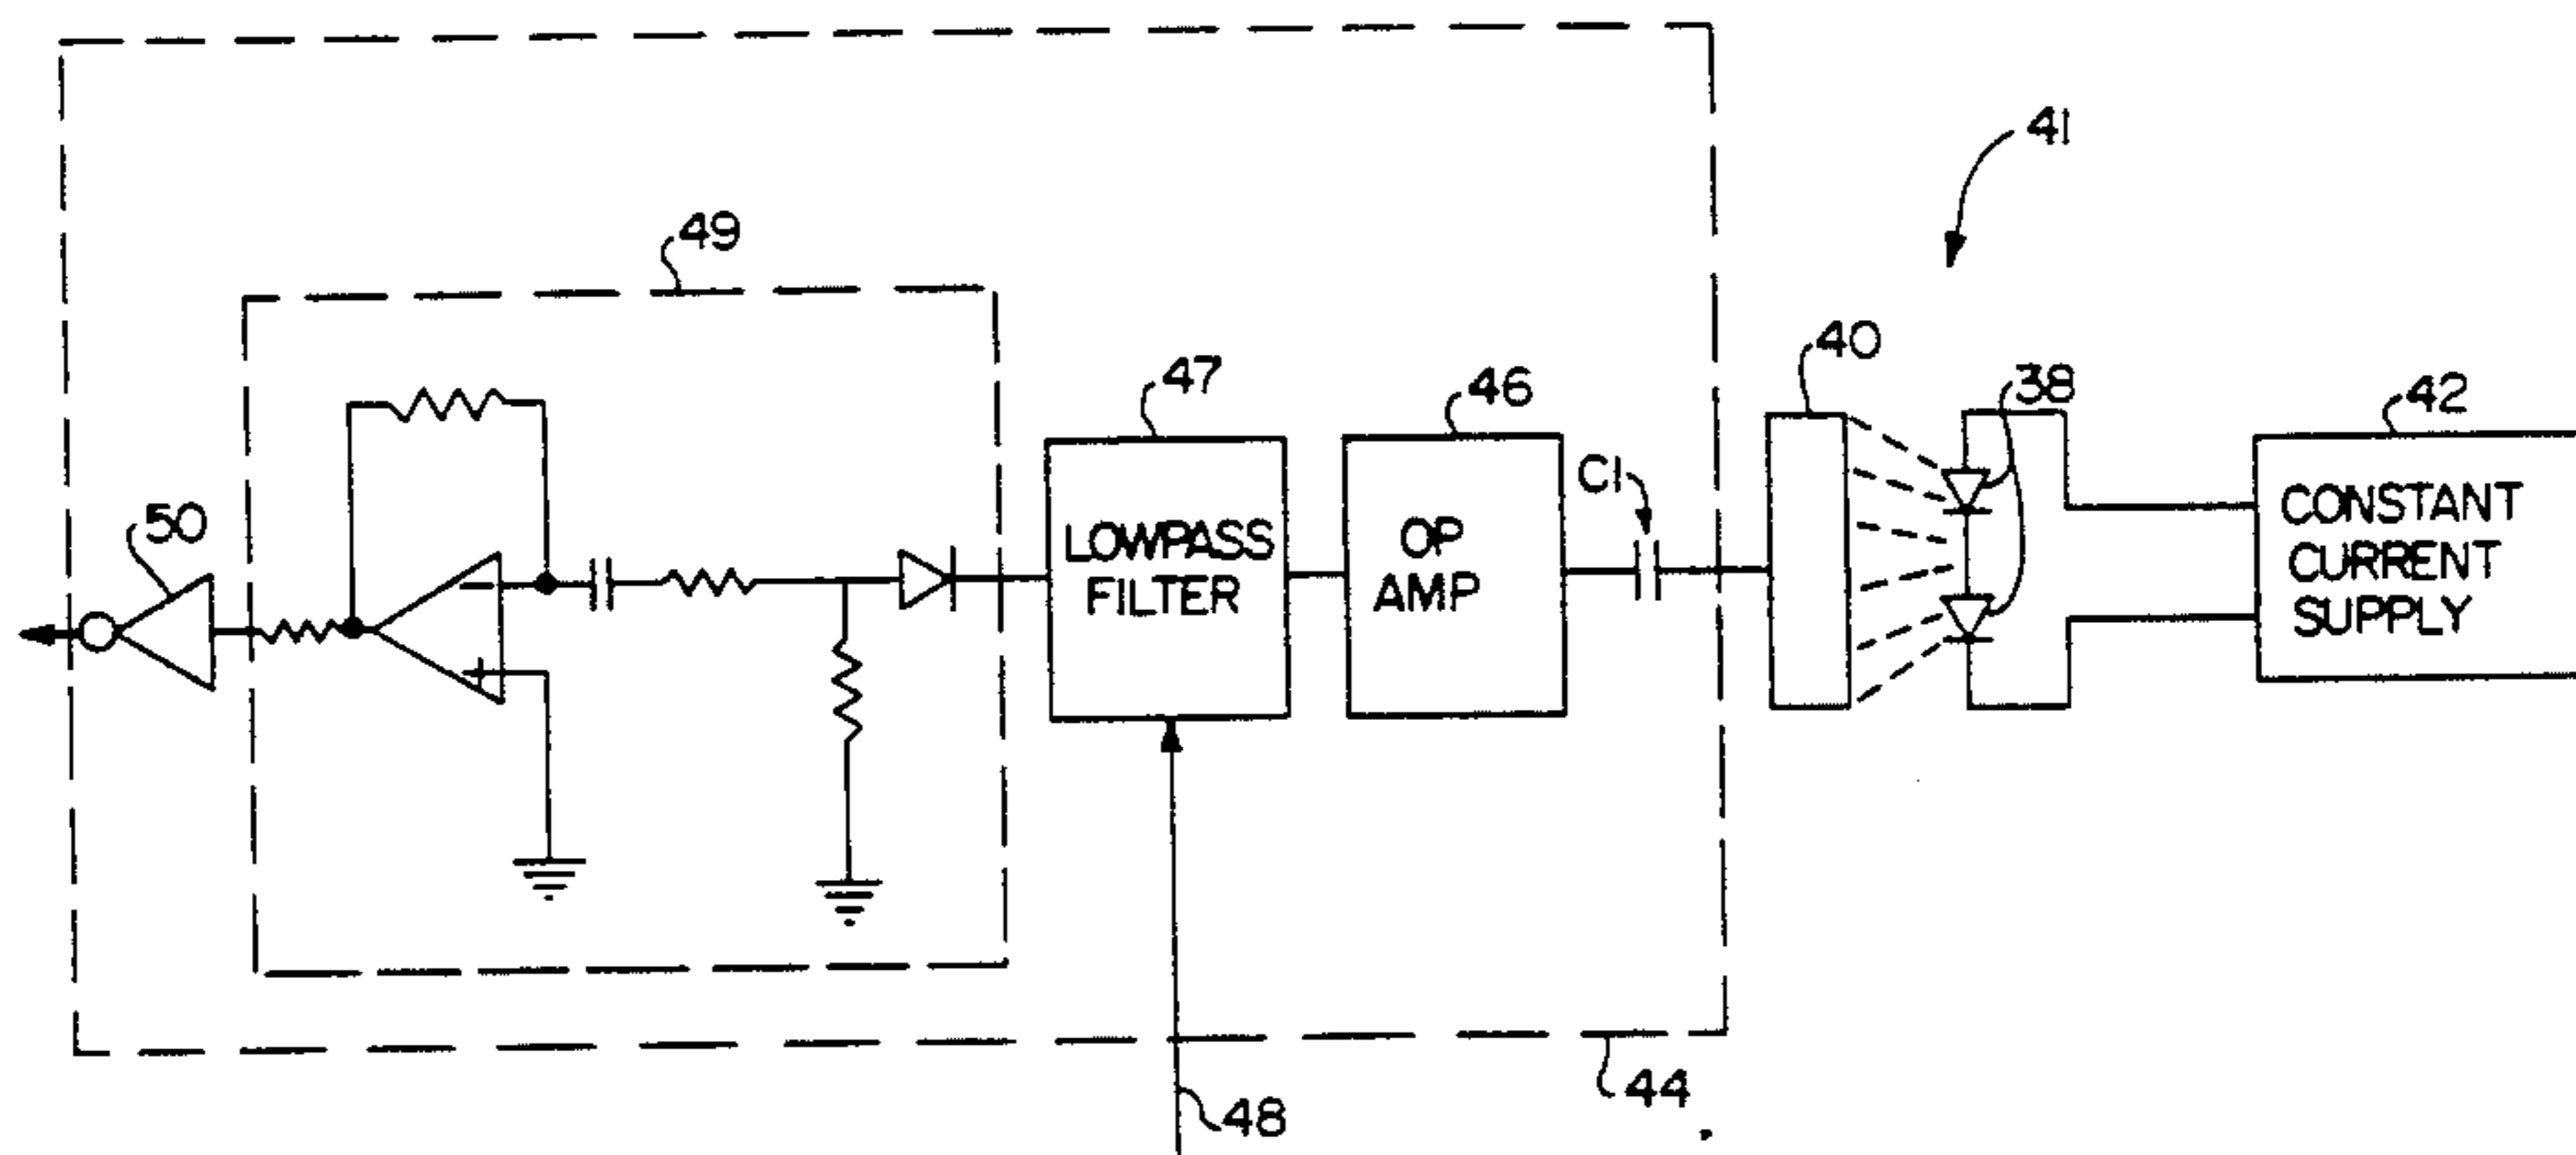 41
49
40
47
46
38
42
C1
50
LOWPASS
FILTER
OP
AMP
CONSTANT
CURRENT
SUPPLY
-
+
44
48